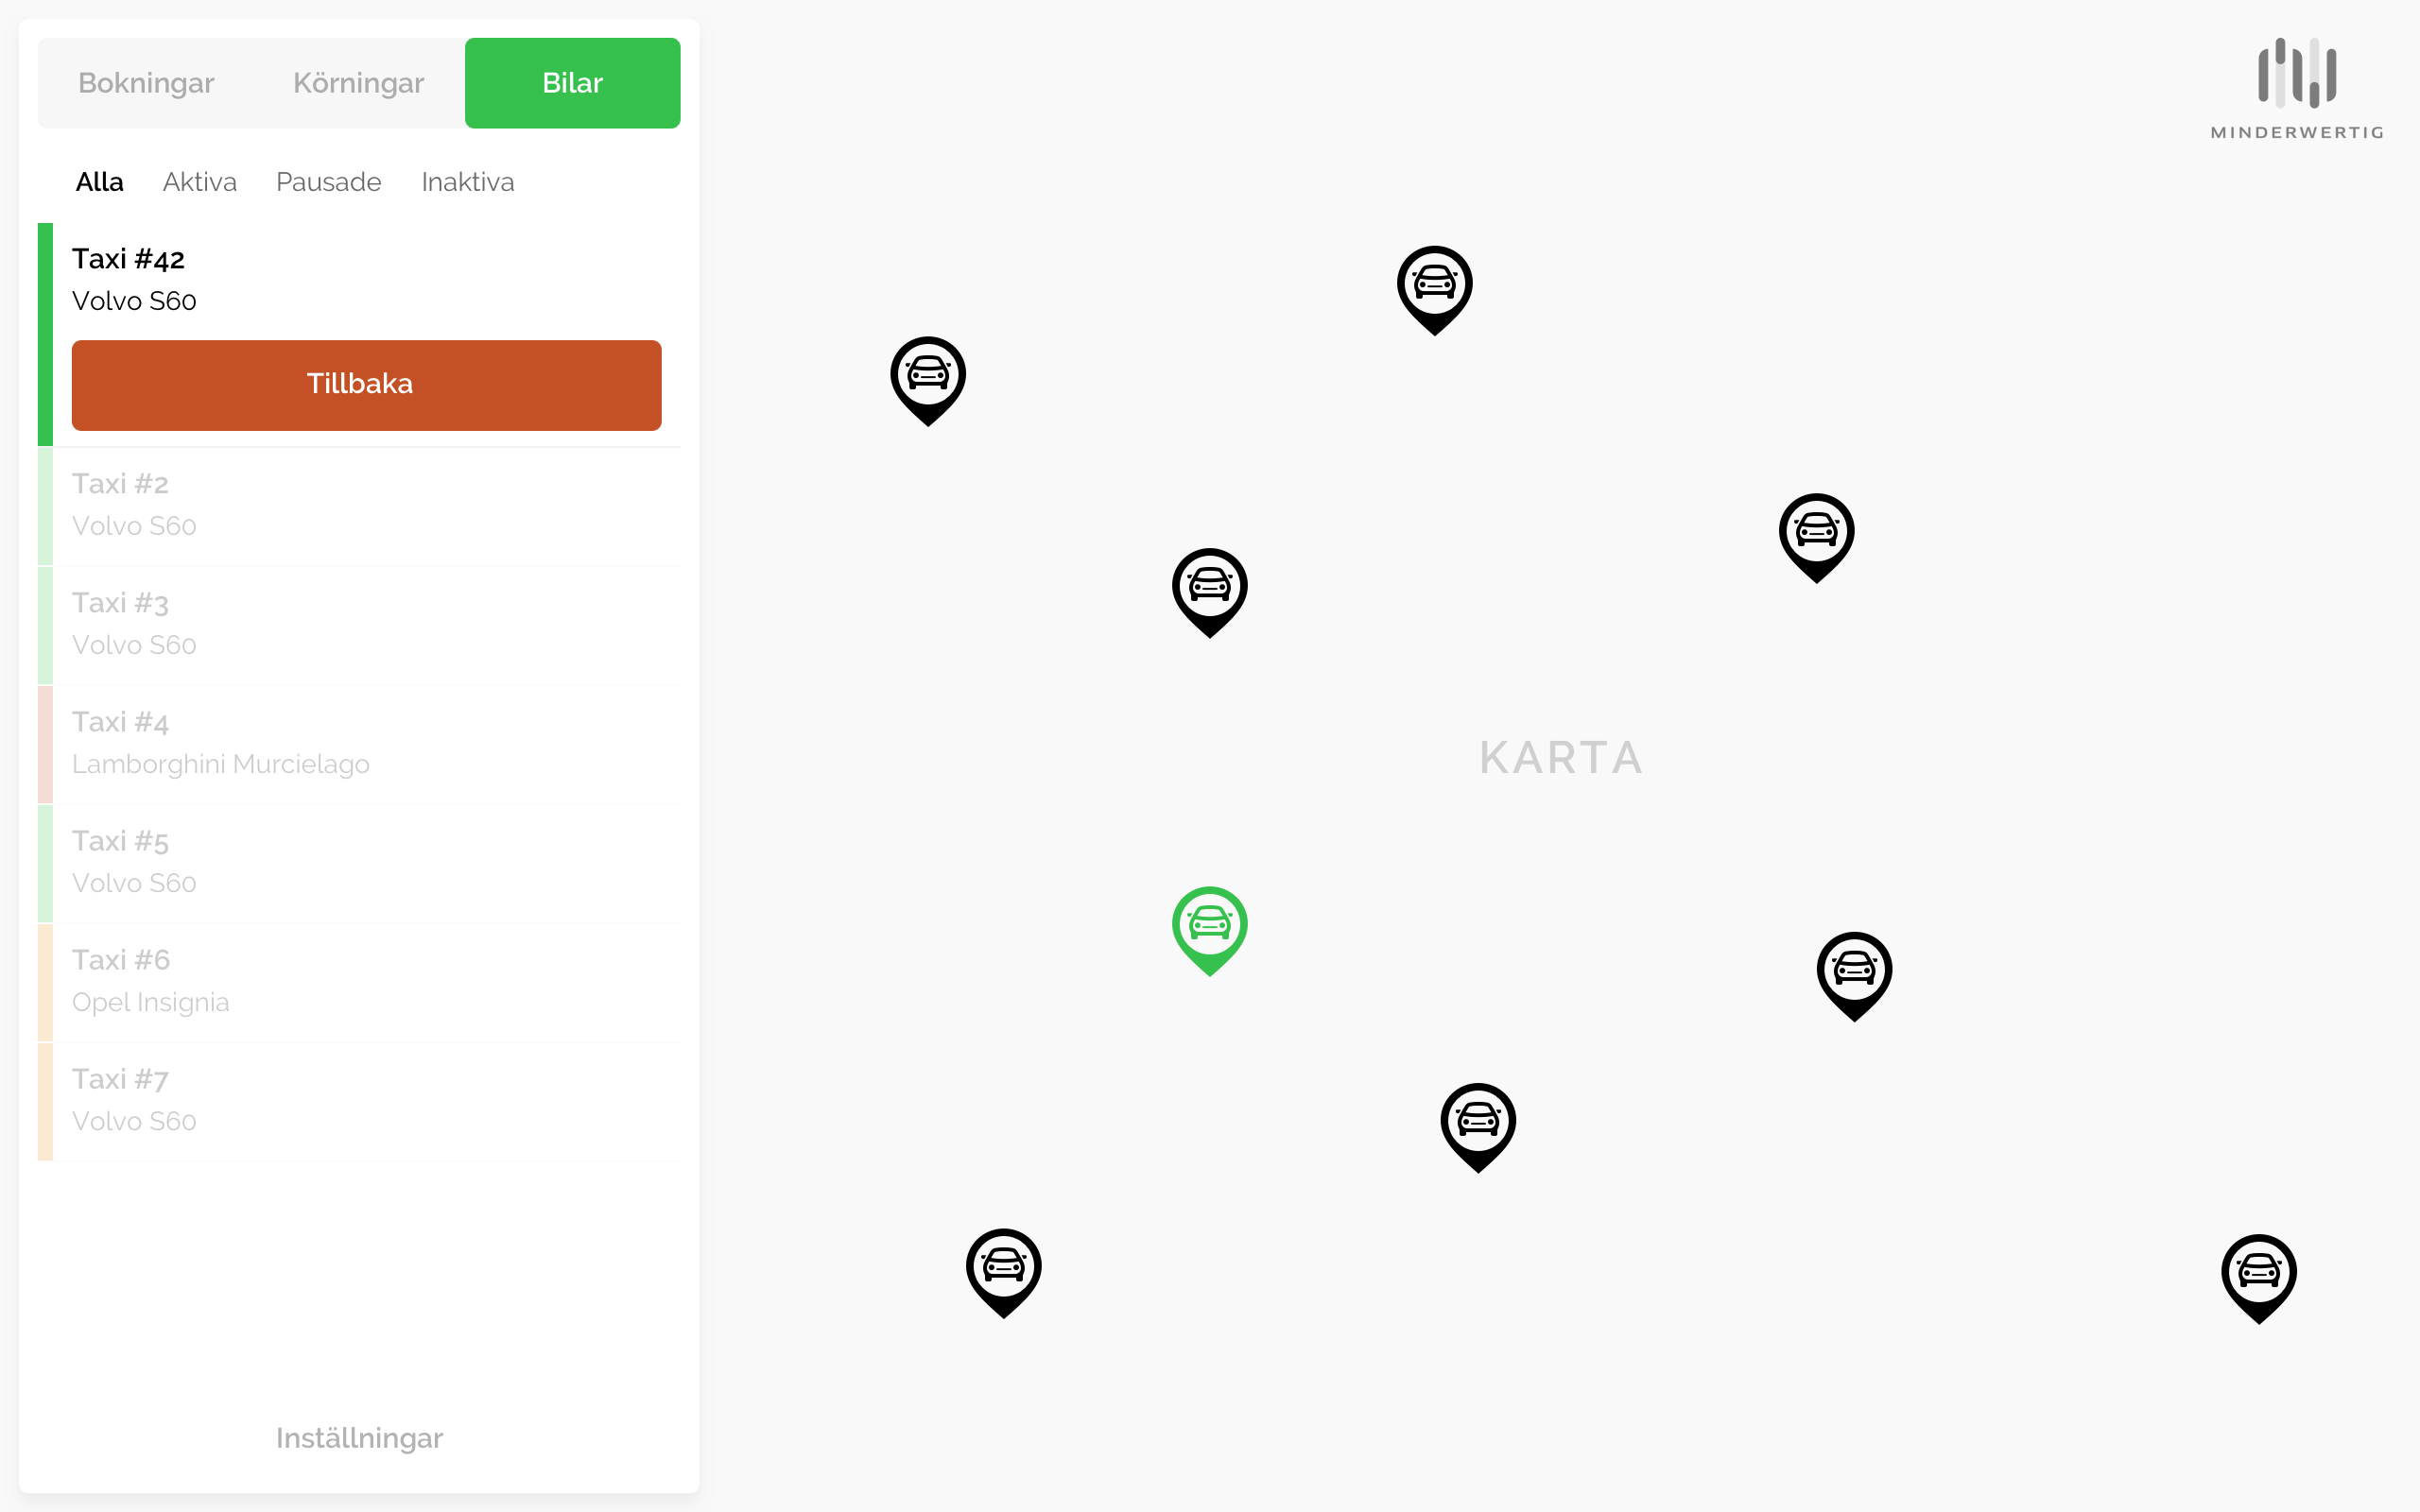 Bokningar
Körningar
Bilar
Alla
Aktiva
Pausade
Inaktiva
Taxi #42
Volvo S60
Tillbaka
Taxi #2
Volvo S60
Taxi #3
Volvo S60
Taxi #4
Lamborghini Murcielago
Taxi #5
Volvo S60
Taxi #6
Opel Insignia
Taxi #7
Volvo S60
Inställningar
MINDERWERTIG
KARTA